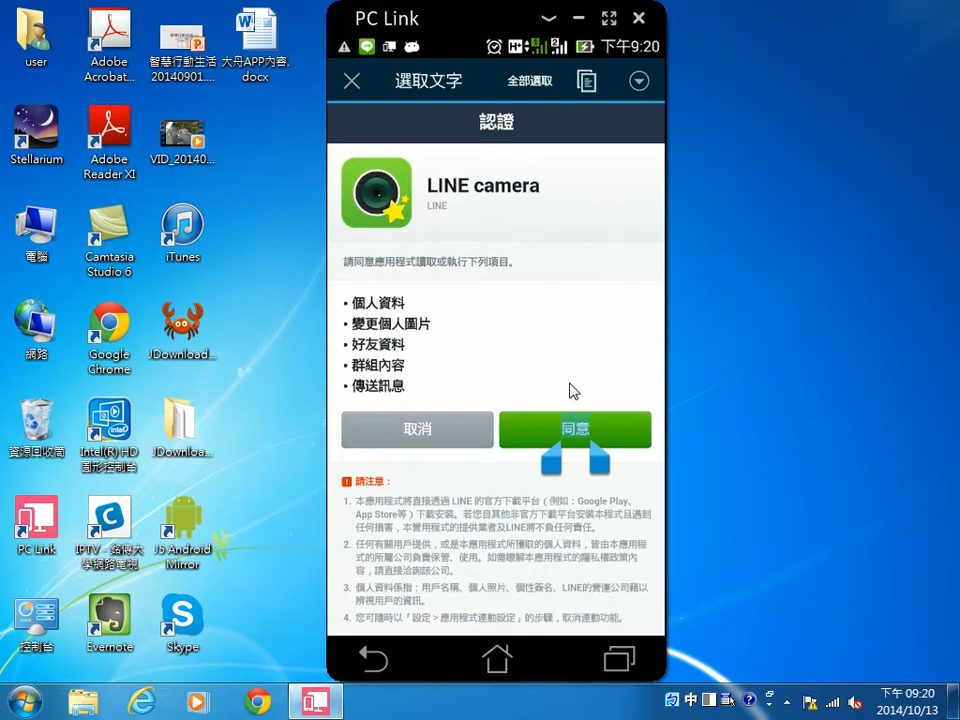 user
Adobe
Acrobat...
智慧行動生活
20140901....
大舟APP內容.
docx
Stellarium
Adobe
Reader XI
VID_20140...
電腦
Camtasia
Studio 6
iTunes
網路
Google
Chrome
JDownload...
資源回收筒
Intel(R) HD
圖形控制台
JDownloa...
PC Link
IPTV - 銘傳大
學網路電視
J5 Android
Mirror
控制台
Evernote
Skype
PC Link
下午9:20
選取文字
全部選取
認證
LINE camera
LINE
請同意應用程式讀取或執行下列項目。
• 個人資料
• 變更個人圖片
• 好友資料
• 群組內容
• 傳送訊息
取消
同意
請注意：
1. 本應用程式將直接透過 LINE 的官方下載平台（例如：Google Play、
App Store等）下載安裝。若您自其他非官方下載平台安裝本程式且遇到
任何損害，本營用程式的提供業者及LINE將不負任何責任。
2. 任何有關用戶提供，或是本應用程式所獲取的個人資料，皆由本應用程
式的所屬公司負責保管、使用。如需瞭解本應用程式的隱私權政策內
容，請直接洽詢該公司。
3. 個人資料係指：用戶名稱、個人照片、個性簽名、LINE的營運公司藉以
辨視用戶的資訊。
4. 您可隨時以「設定 > 應用程式連動設定」的步驟，取消連動功能。
中
下午 09:20
2014/10/13